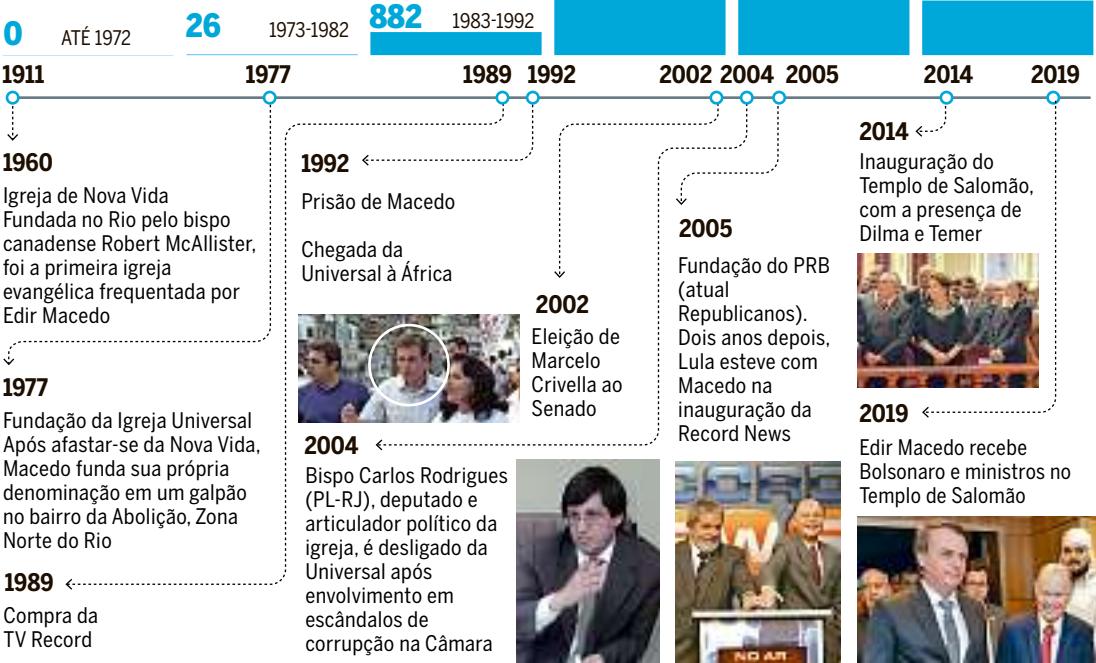 0 ATÉ 1972
26 1973-1982
882 1983-1992
1911 1977 1989 1992 2002 2004 2005 2014 2019
1960
Igreja de Nova Vida
Fundada no Rio pelo bispo
canadense Robert McAllister,
foi a primeira igreja
evangélica frequentada por
Edir Macedo
1977
Fundação da Igreja Universal
Após afastar-se da Nova Vida,
Macedo funda sua própria
denominação em um galpão
no bairro da Abolição, Zona
Norte do Rio
1989
Compra da
TV Record
1992
Prisão de Macedo
Chegada da
Universal à África
2002
Eleição de
Marcelo
Crivella ao
Senado
2004
Bispo Carlos Rodrigues
(PL-RJ), deputado e
articulador político da
igreja, é desligado da
Universal após
envolvimento em
escândalos de
corrupção na Câmara
2005
Fundação do PRB
(atual
Republicanos).
Dois anos depois,
Lula esteve com
Macedo na
inauguração da
Record News
NO AR
2014
Inauguração do
Templo de Salomão,
com a presença de
Dilma e Temer
2019
Edir Macedo recebe
Bolsonaro e ministros no
Templo de Salomão